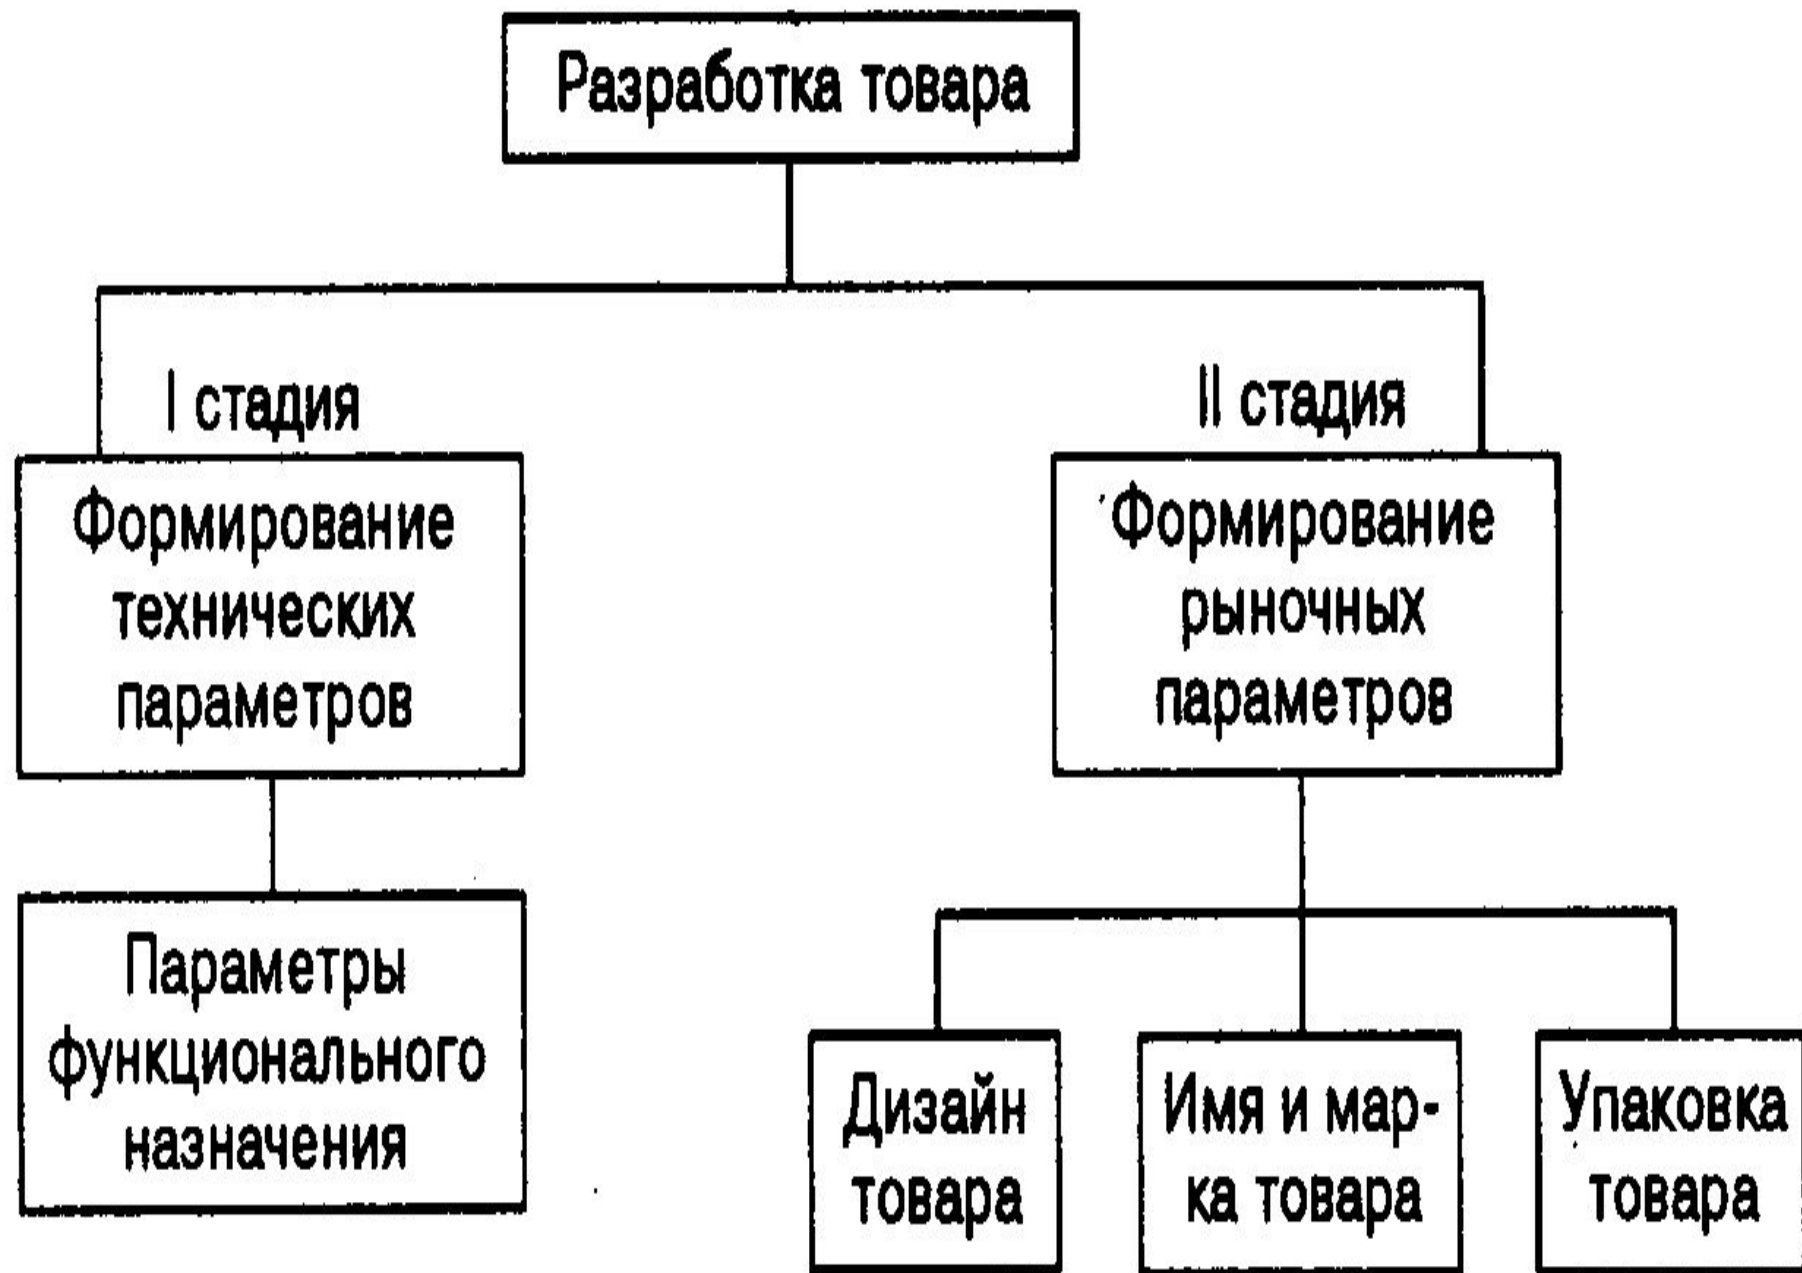 Разработка товара
I стадия
II стадия
Формирование
технических
параметров
Формирование
рыночных
параметров
Параметры
функционального
назначения
Дизайн
товара
Имя и мар-
ка товара
Упаковка
товара